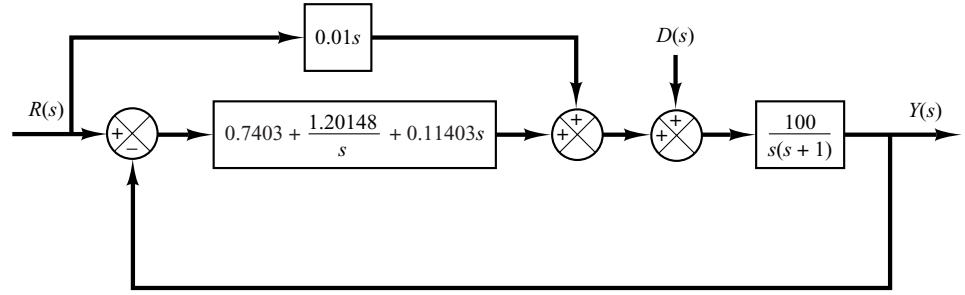 0.01s
D(s)
R(s)
Y(s)
+
−
0.7403 + 1.20148/s + 0.11403s
+
+
+
+
100/s(s + 1)